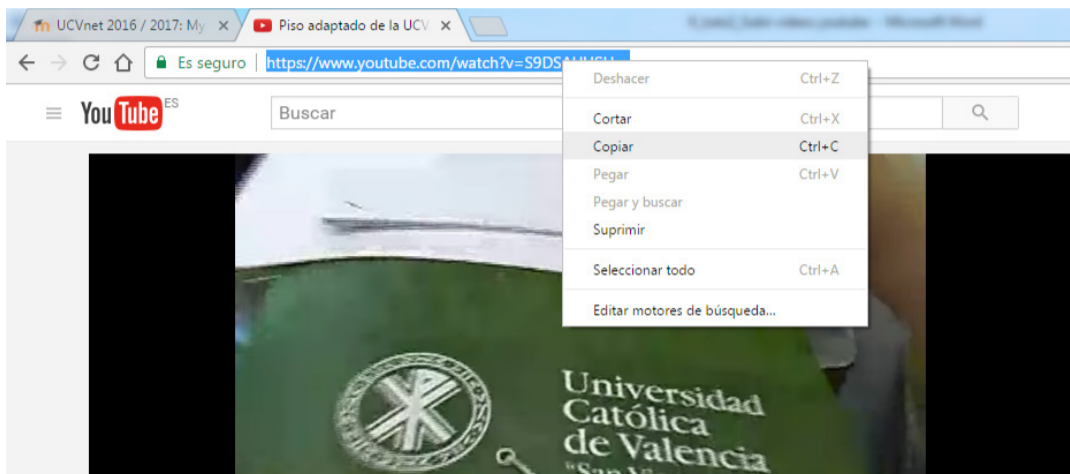 UCVnet 2016 / 2017: My
Piso adaptado de la UCV
Es seguro
https://www.youtube.com/watch?v=
YouTube ES
Buscar
Deshacer Ctrl+Z
Cortar Ctrl+X
Copiar Ctrl+C
Pegar Ctrl+V
Pegar y buscar
Suprimir
Seleccionar todo Ctrl+A
Editar motores de búsqueda...
Universidad
Católica
de Valencia